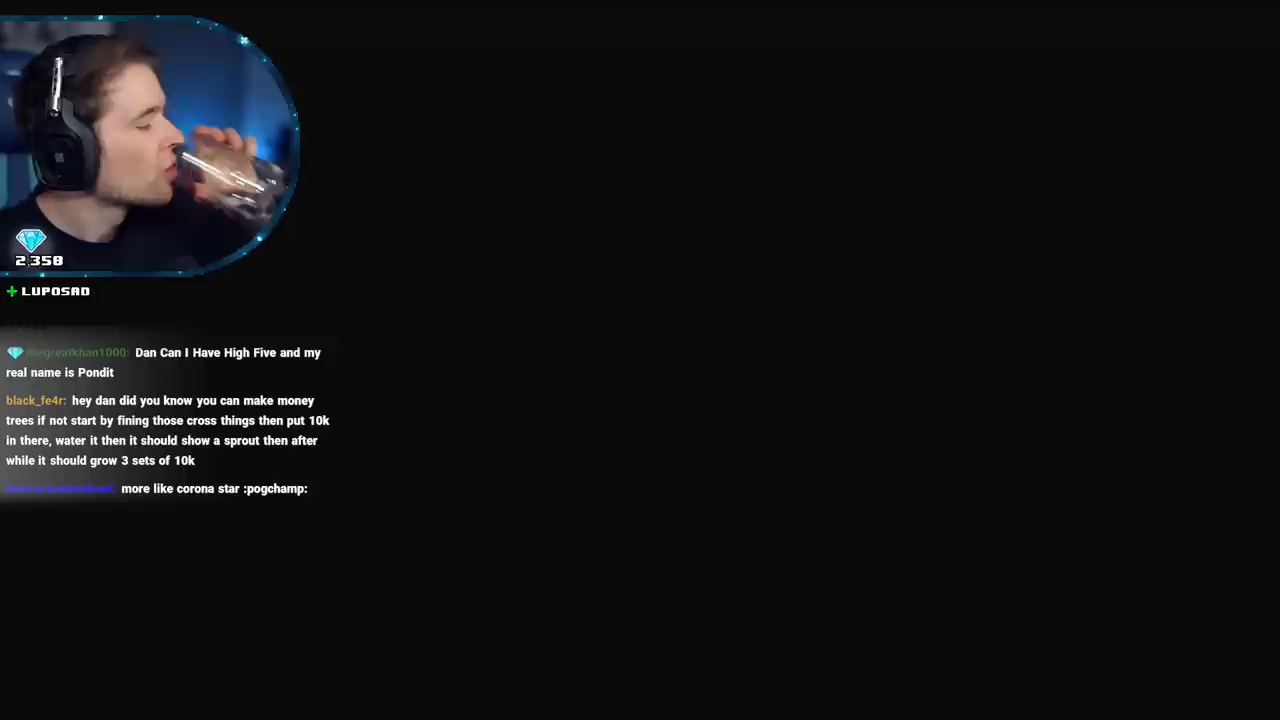 2,358
+ LUPOSAD
thegreatkhan1000: Dan Can I Have High Five and my
real name is Pondit
black_fe4r: hey dan did you know you can make money
trees if not start by fining those cross things then put 10k
in there, water it then it should show a sprout then after
while it should grow 3 sets of 10k
more like corona star :pogchamp: